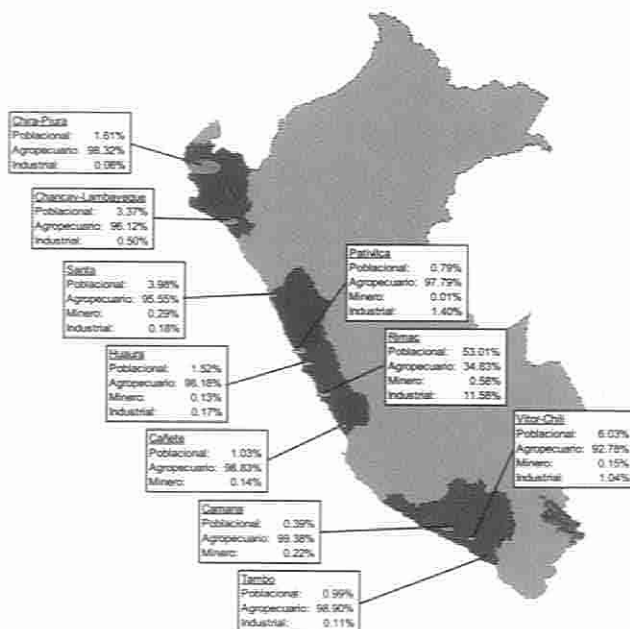 Chira-Piura
Poblacional: 1.61%
Agropecuario: 98.32%
Industrial: 0.06%
Chancay-Lambayeque
Poblacional: 3.37%
Agropecuario: 96.12%
Industrial: 0.50%
Santa
Poblacional: 3.98%
Agropecuario: 95.55%
Minero: 0.29%
Industrial: 0.18%
Pativilca
Poblacional: 0.79%
Agropecuario: 97.79%
Minero: 0.01%
Industrial: 1.40%
Huaura
Poblacional: 1.52%
Agropecuario: 98.18%
Minero: 0.13%
Industrial: 0.17%
Rimac
Poblacional: 53.01%
Agropecuario: 34.83%
Minero: 0.58%
Industrial: 11.58%
Cañete
Poblacional: 1.03%
Agropecuario: 98.83%
Minero: 0.14%
Vitor-Chili
Poblacional: 6.03%
Agropecuario: 92.78%
Minero: 0.15%
Industrial: 1.04%
Camana
Poblacional: 0.39%
Agropecuario: 99.38%
Minero: 0.22%
Tambo
Poblacional: 0.99%
Agropecuario: 98.90%
Industrial: 0.11%